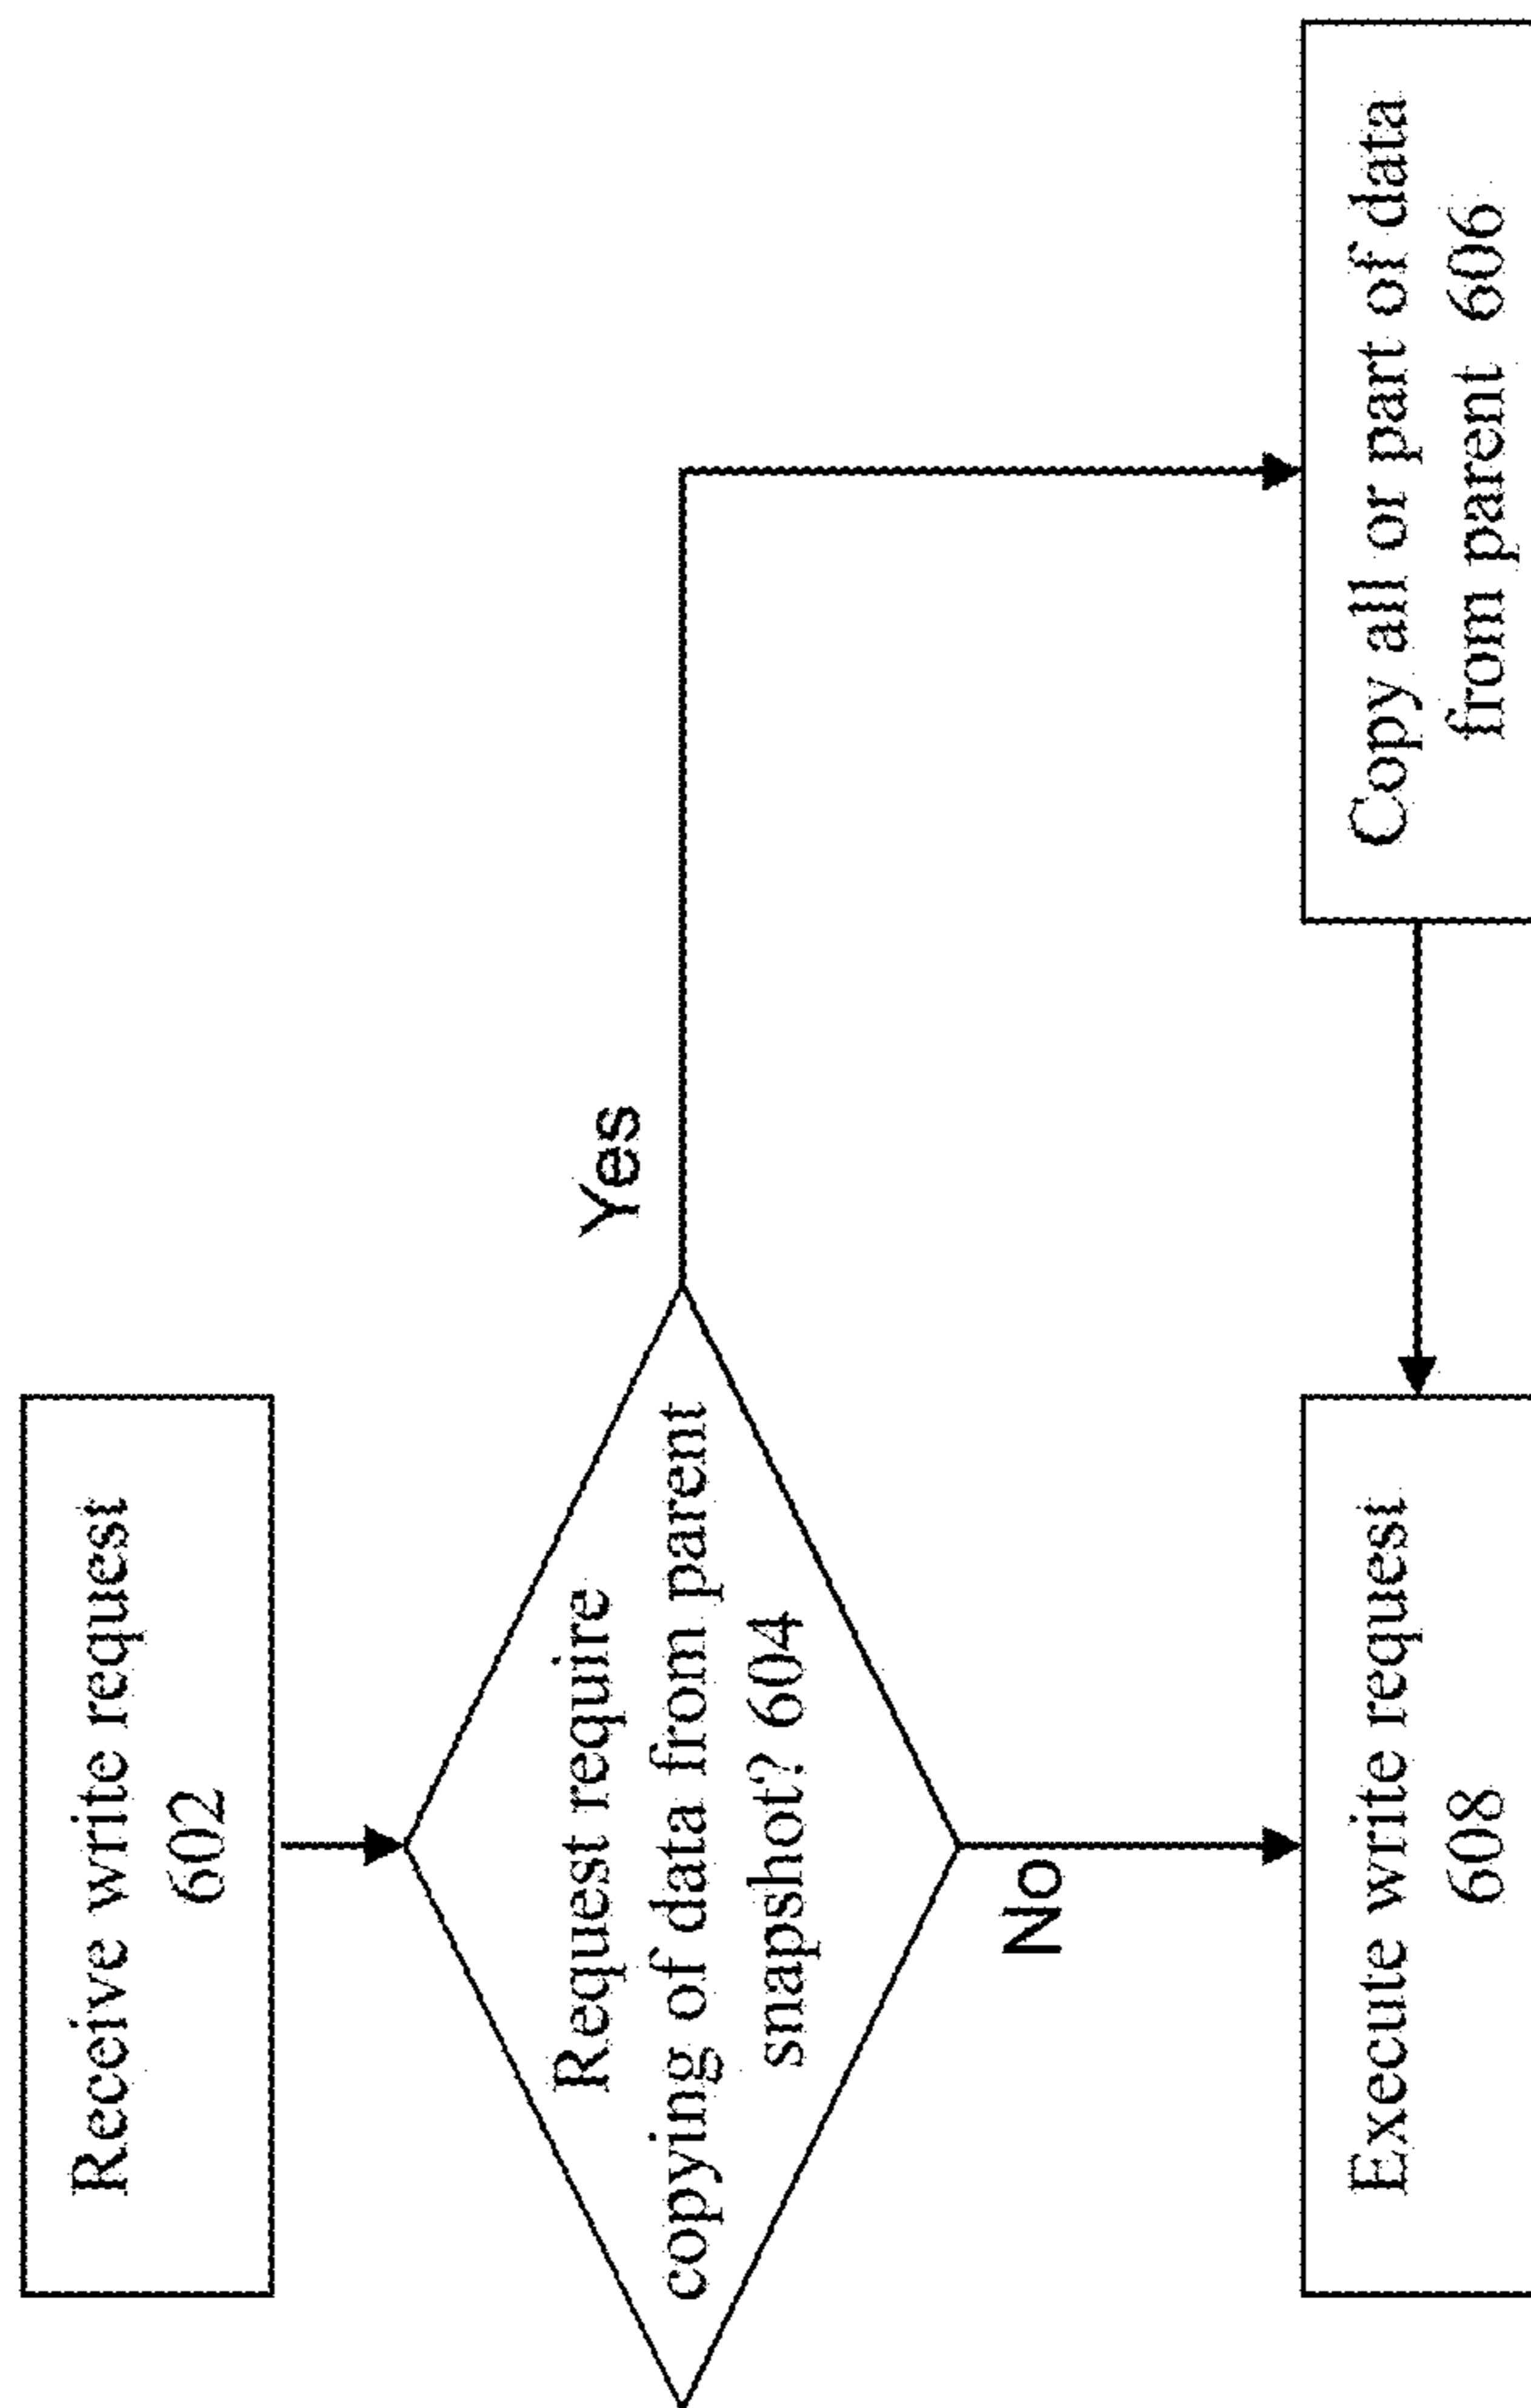 Receive write request
602
Request require
copying of data from parent
snapshot? 604
Yes
No
Copy all or part of data
from parent 606
Execute write request
608